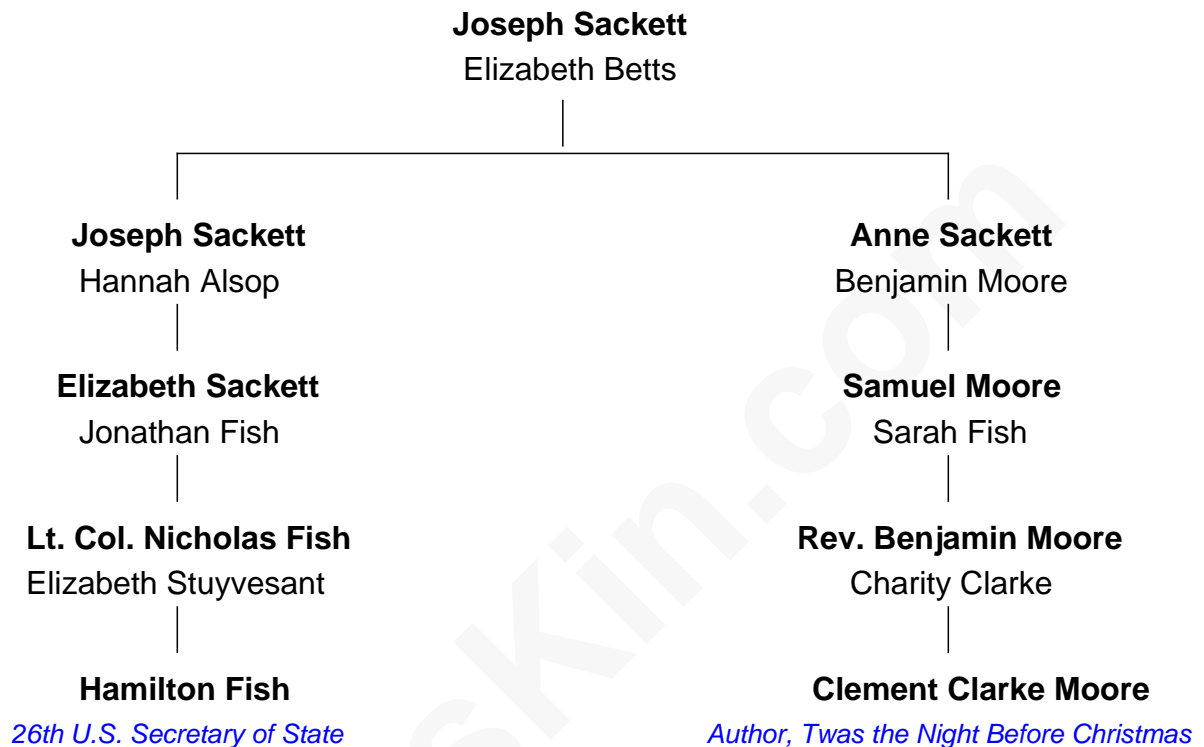 Joseph Sackett
Elizabeth Betts
Joseph Sackett
Hannah Alsop
Elizabeth Sackett
Jonathan Fish
Lt. Col. Nicholas Fish
Elizabeth Stuyvesant
Hamilton Fish
26th U.S. Secretary of State
Anne Sackett
Benjamin Moore
Samuel Moore
Sarah Fish
Rev. Benjamin Moore
Charity Clarke
Clement Clarke Moore
Author, Twas the Night Before Christmas
sKin.com